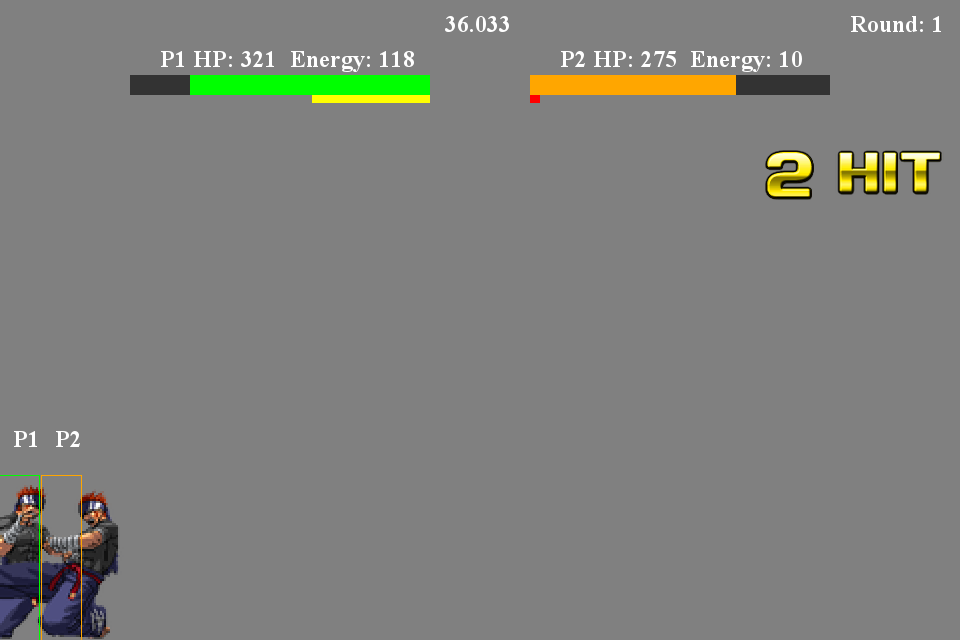 36.033
Round: 1
P1 HP: 321 Energy: 118
P2 HP: 275 Energy: 10
2 HIT
P1
P2